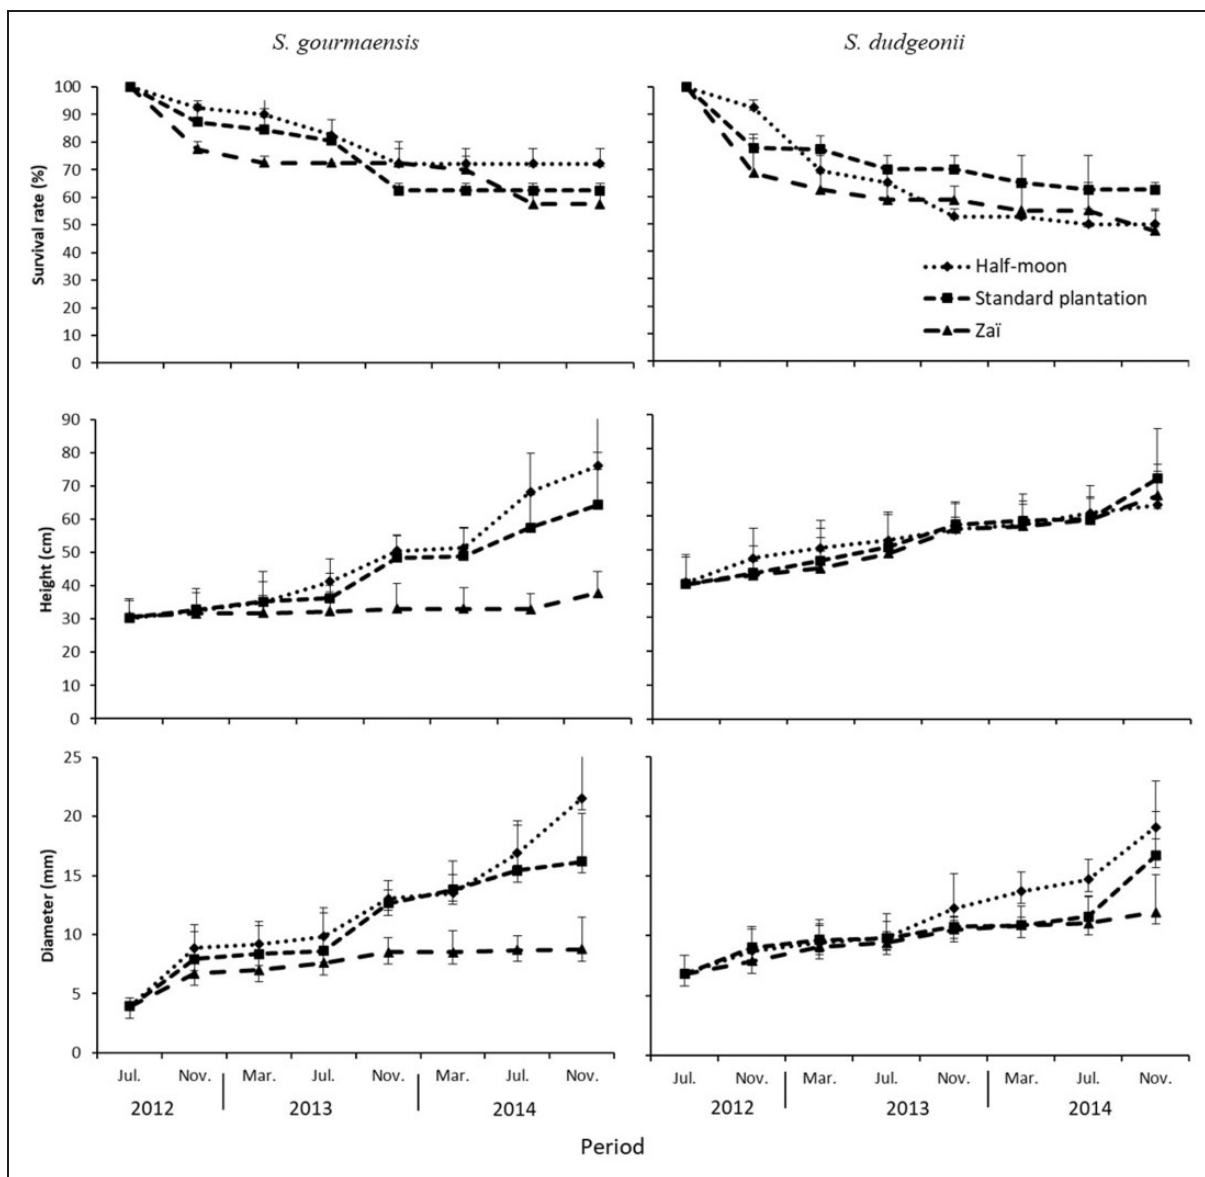 S. gourmaensis
S. dudgeonii
Survival rate (%)
100
90
80
70
60
50
40
30
20
10
0
Half-moon
Standard plantation
Zaï
Height (cm)
90
80
70
60
50
40
30
20
10
0
Diameter (mm)
25
20
15
10
5
0
Jul. Nov. Mar. Jul. Nov. Mar. Jul. Nov.
2012 2013 2014
Jul. Nov. Mar. Jul. Nov. Mar. Jul. Nov.
2012 2013 2014
Period